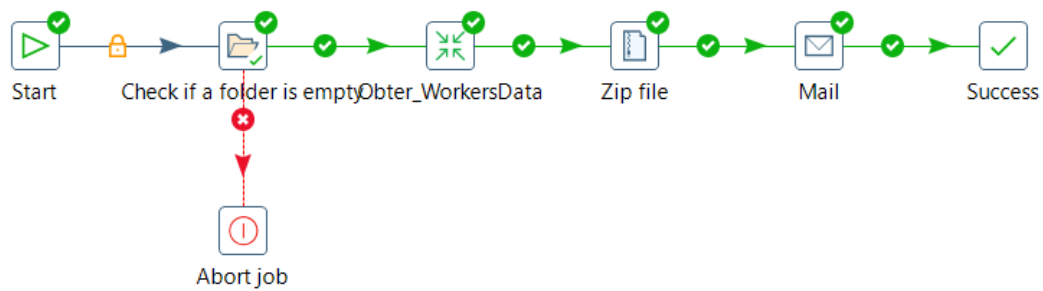 Start
Check if a folder is empty
Obter_WorkersData
Zip file
Mail
Success
Abort job